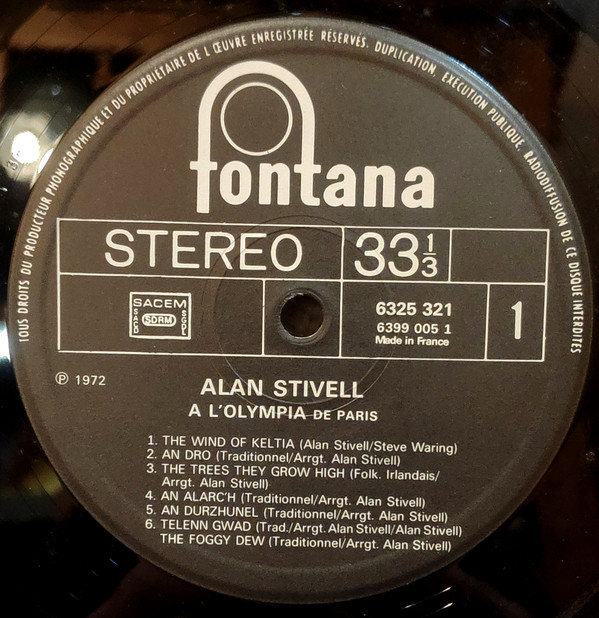 TOUS DROITS DU PRODUCTEUR PHONOGRAPHIQUE ET DU PROPRIÉTAIRE DE L'ŒUVRE ENREGISTRÉE RESERVÉS. DUPLICATION, EXÉCUTION PUBLIQUE, RADIODIFFUSION DE CE DISQUE INTERDITES
fontana
STEREO 33 1/3
SACEM
SACD SDRM SGDL
6325 321
6399 005 1
Made in France
1
℗ 1972
ALAN STIVELL
A L'OLYMPIA DE PARIS
1. THE WIND OF KELTIA (Alan Stivell/Steve Waring)
2. AN DRO (Traditionnel/Arrgt. Alan Stivell)
3. THE TREES THEY GROW HIGH (Folk. Irlandais/
Arrgt. Alan Stivell)
4. AN ALARC'H (Traditionnel/Arrgt. Alan Stivell)
5. AN DURZHUNEL (Traditionnel/Arrgt. Alan Stivell)
6. TELENN GWAD (Trad./Arrgt. Alan Stivell/Alan Stivell)
THE FOGGY DEW (Traditionnel/Arrgt. Alan Stivell)